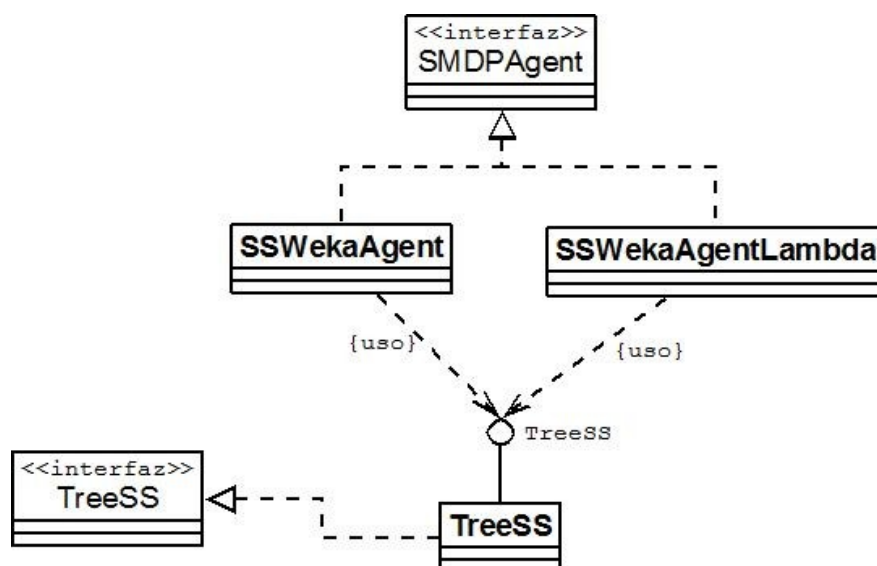 <<interfaz>>
SMDPAgent
SSWekaAgent
SSWekaAgentLambda
{uso}
{uso}
TreeSS
<<interfaz>>
TreeSS
TreeSS